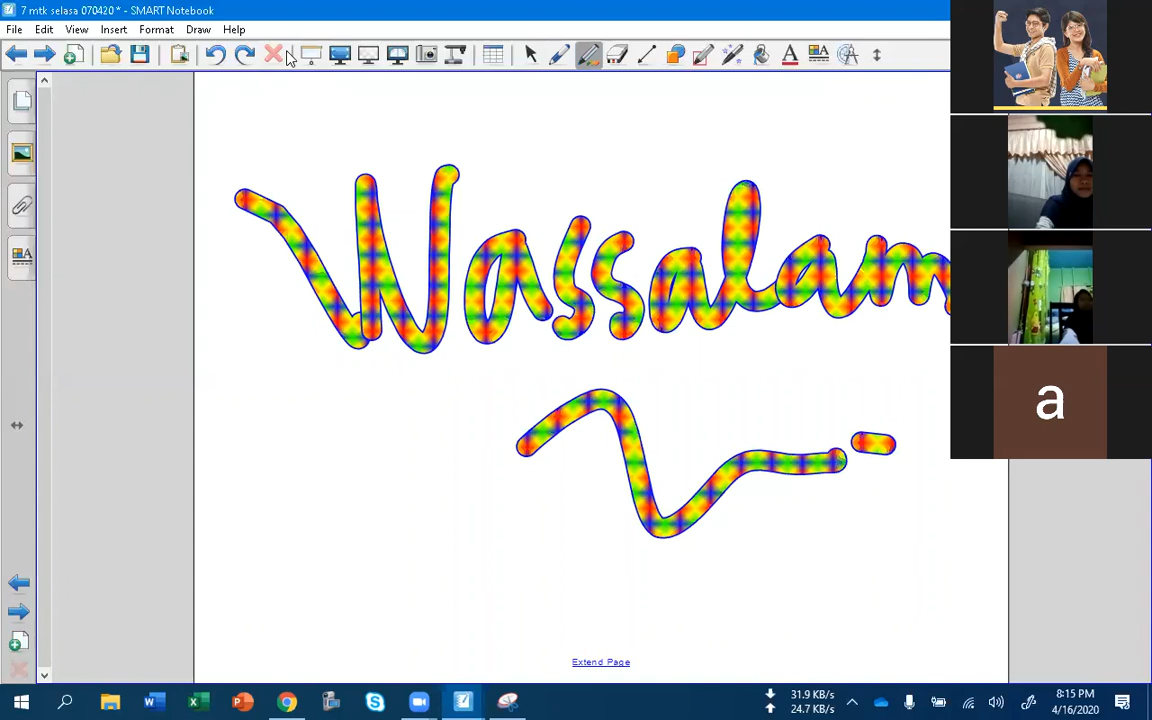 7 mtk selasa 070420 * - SMART Notebook
File Edit View Insert Format Draw Help
Wassalam
a
Extend Page
31.9 KB/s
24.7 KB/s
8:15 PM
4/16/2020